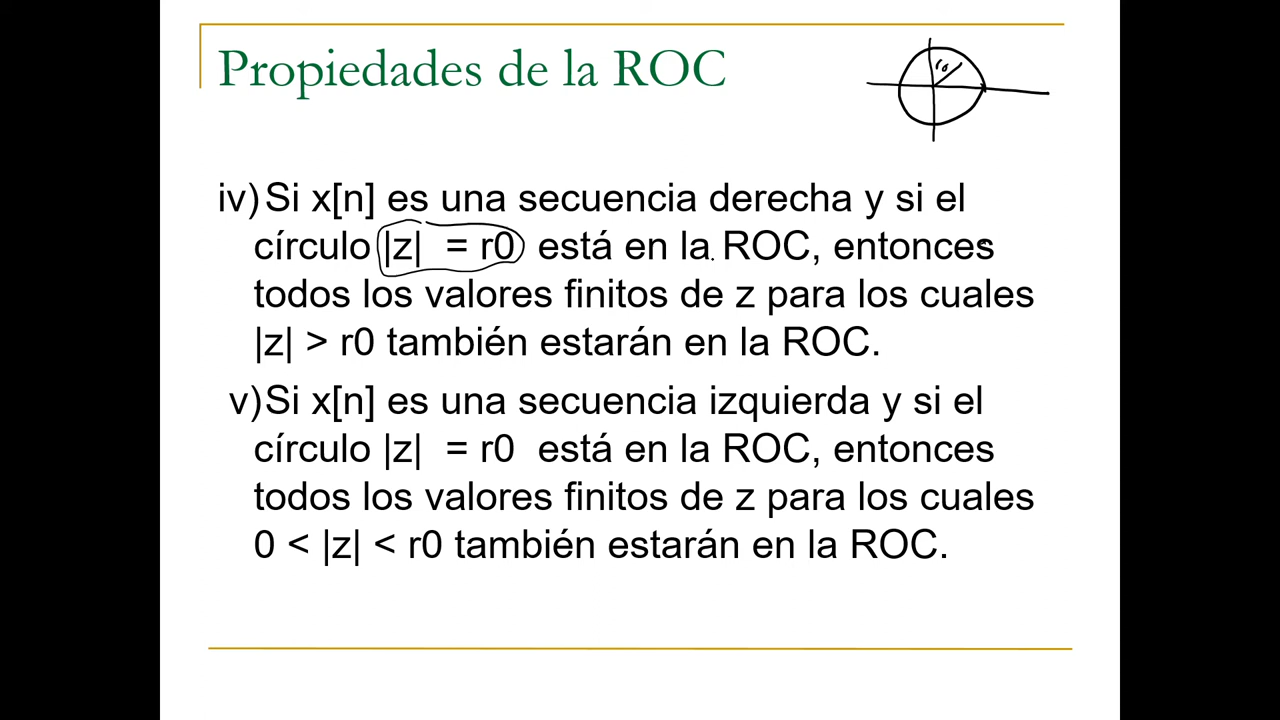 Propiedades de la ROC
r0
iv) Si x[n] es una secuencia derecha y si el
círculo |z| = r0 está en la ROC, entonces
todos los valores finitos de z para los cuales
|z| > r0 también estarán en la ROC.
v) Si x[n] es una secuencia izquierda y si el
círculo |z| = r0 está en la ROC, entonces
todos los valores finitos de z para los cuales
0 < |z| < r0 también estarán en la ROC.